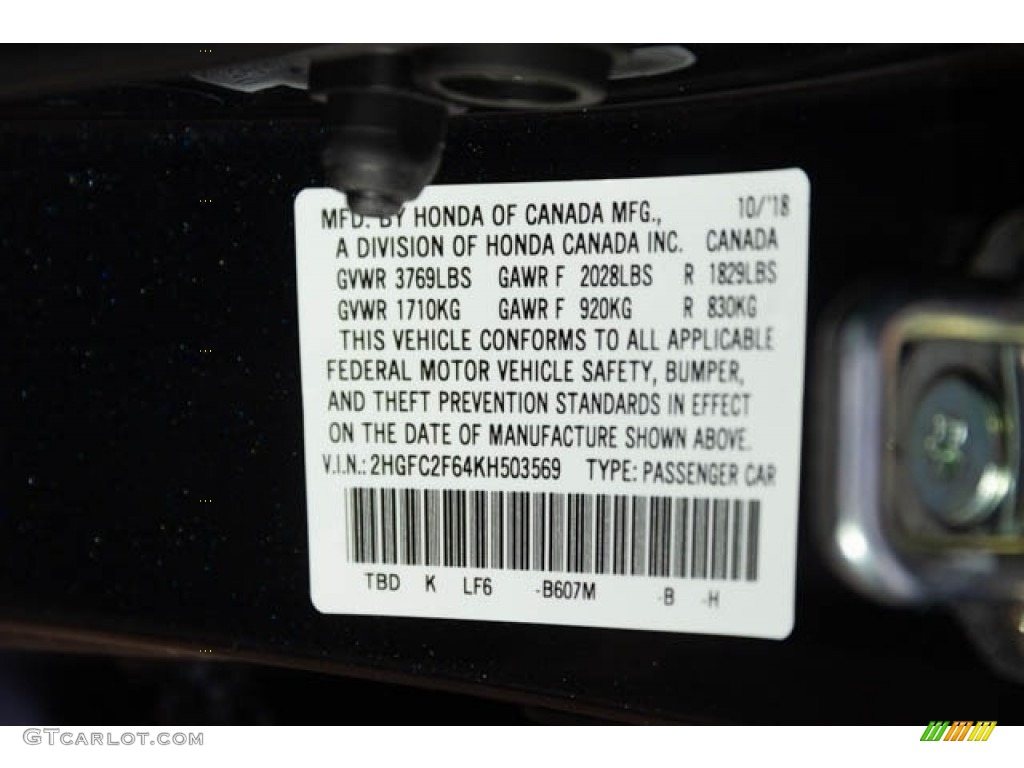 MFD. BY HONDA OF CANADA MFG., 10/'18
A DIVISION OF HONDA CANADA INC. CANADA
GVWR 3769LBS GAWR F 2028LBS R 1829LBS
GVWR 1710KG GAWR F 920KG R 830KG
THIS VEHICLE CONFORMS TO ALL APPLICABLE
FEDERAL MOTOR VEHICLE SAFETY, BUMPER,
AND THEFT PREVENTION STANDARDS IN EFFECT
ON THE DATE OF MANUFACTURE SHOWN ABOVE.
V.I.N.: 2HGFC2F64KH503569 TYPE: PASSENGER CAR
TBD K LF6 -B607M -B -H
GTCARLOT.COM